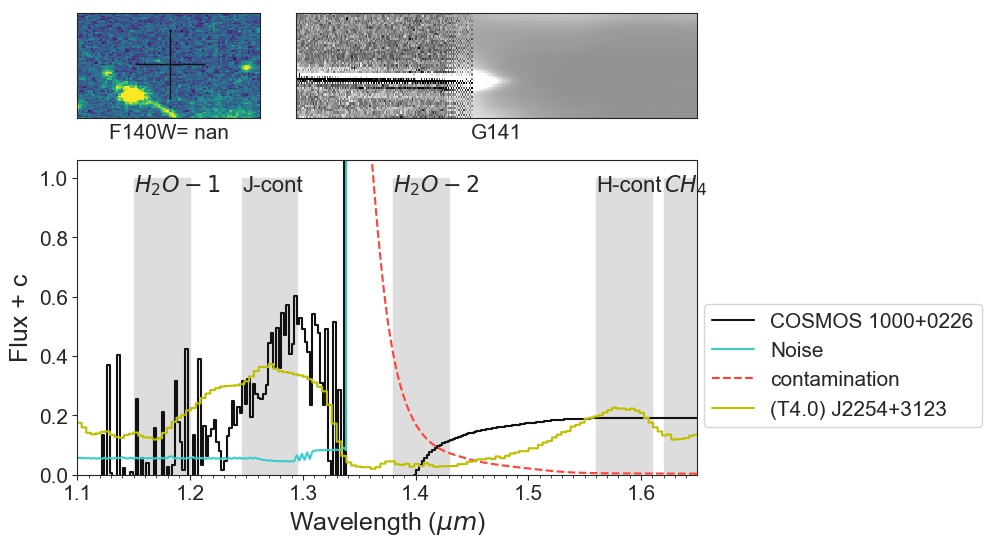 F140W= nan
G141
H₂O − 1
J-cont
H₂O − 2
H-cont
CH₄
1.0
0.8
0.6
0.4
0.2
0.0
Flux + c
1.1
1.2
1.3
1.4
1.5
1.6
Wavelength (μm)
COSMOS 1000+0226
Noise
contamination
(T4.0) J2254+3123